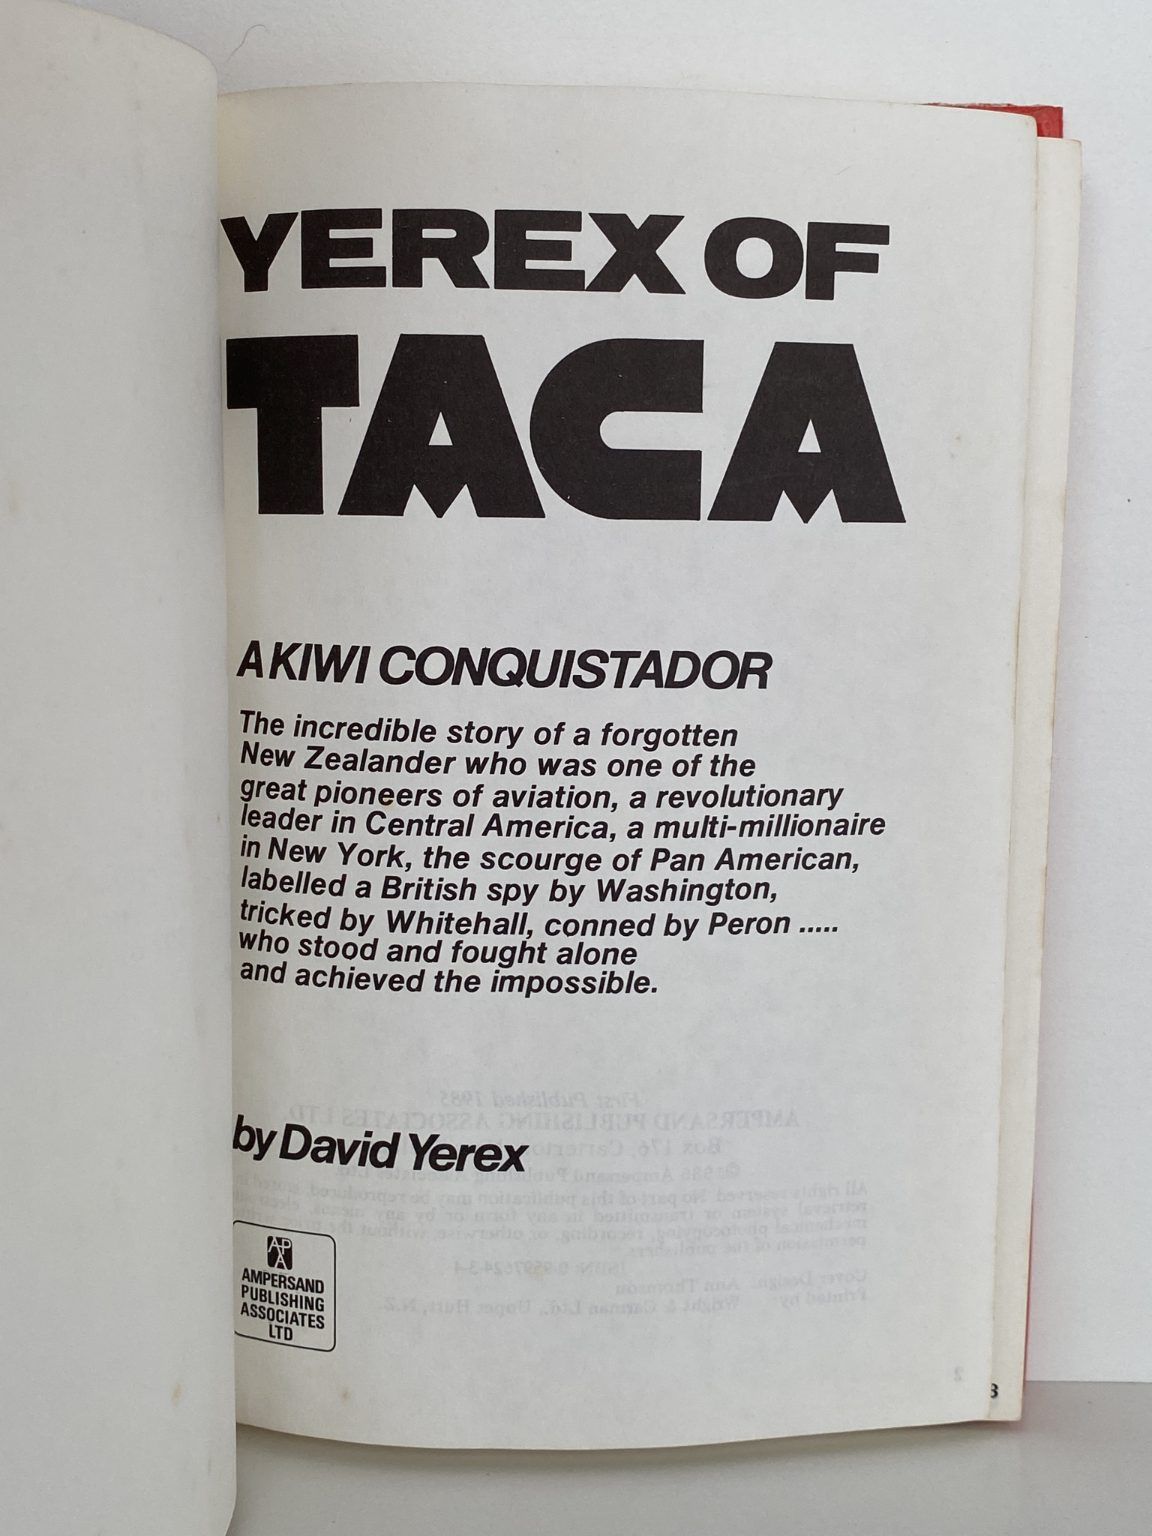 YEREX OF
TACA
A KIWI CONQUISTADOR
The incredible story of a forgotten
New Zealander who was one of the
great pioneers of aviation, a revolutionary
leader in Central America, a multi-millionaire
in New York, the scourge of Pan American,
labelled a British spy by Washington,
tricked by Whitehall, conned by Peron .....
who stood and fought alone
and achieved the impossible.
by David Yerex
APA
AMPERSAND
PUBLISHING
ASSOCIATES
LTD
3